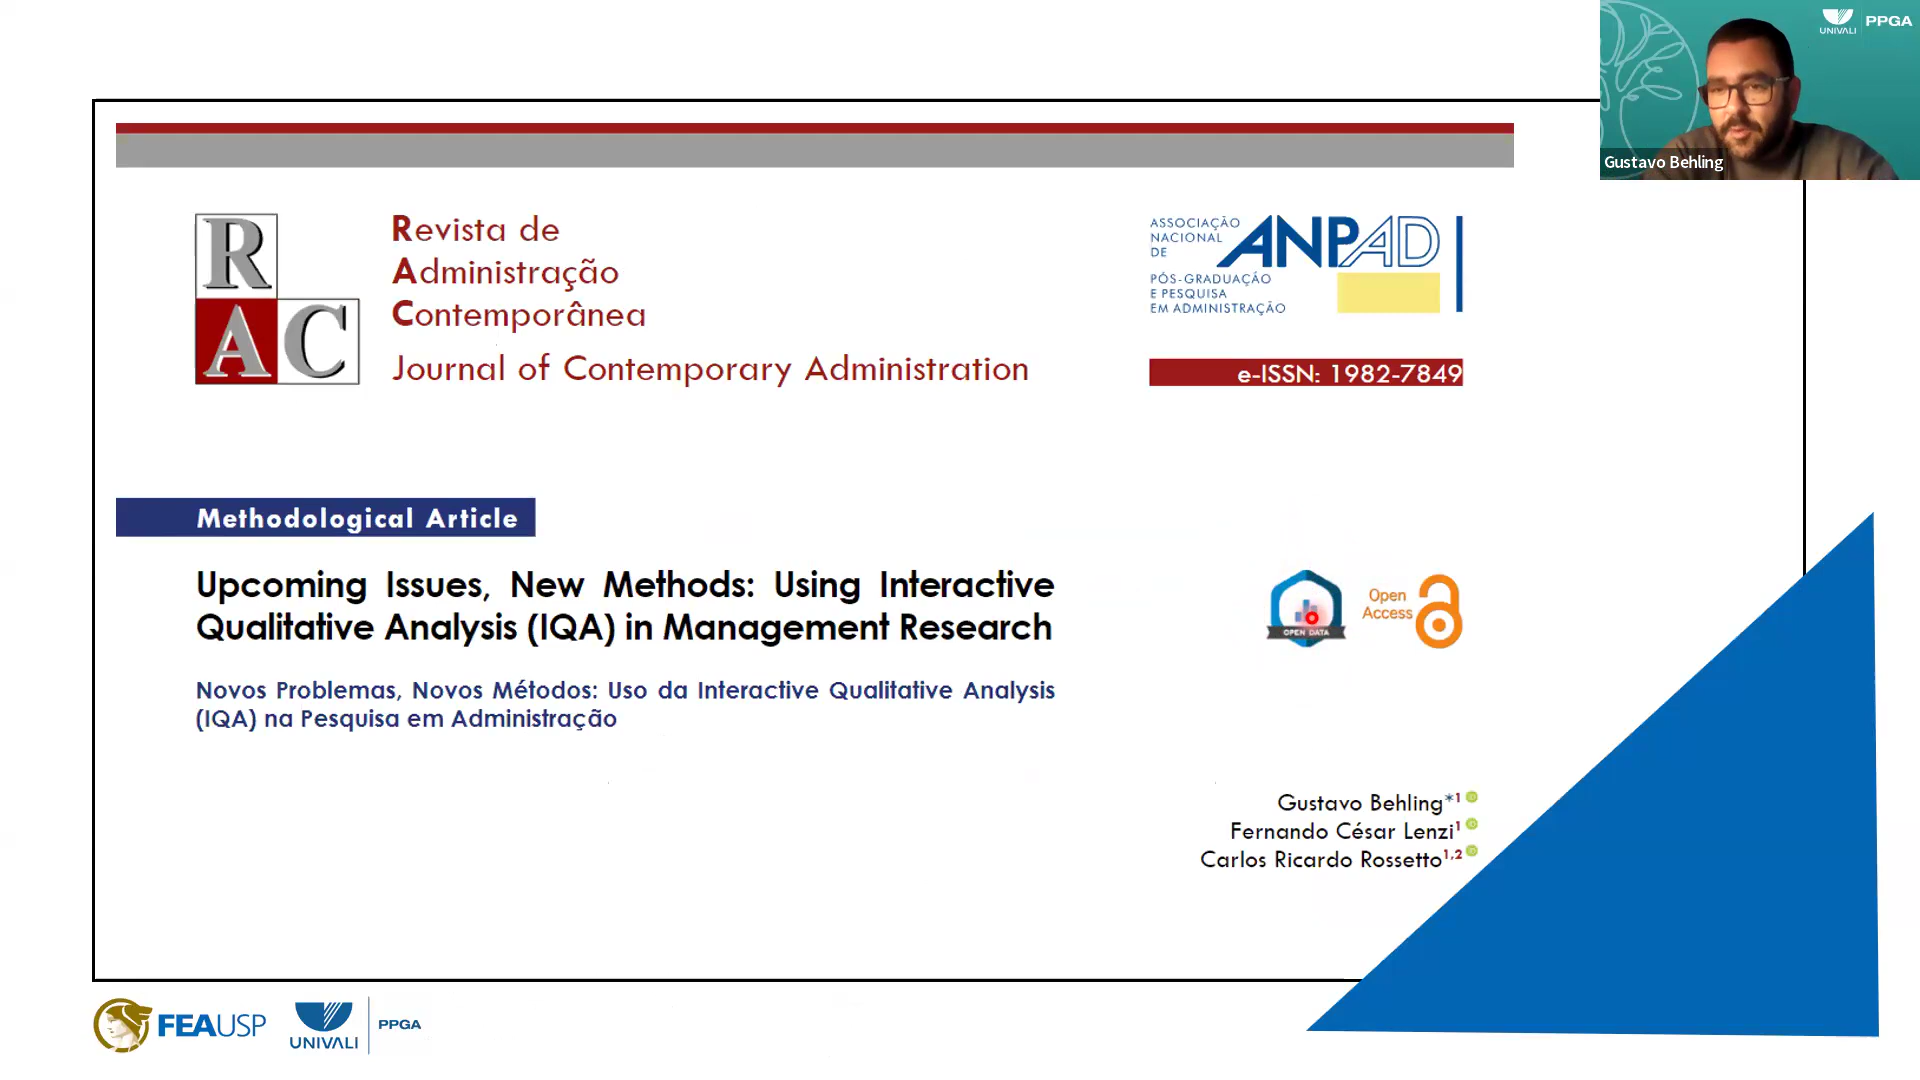 UNIVALI PPGA
Gustavo Behling
R
A C
Revista de
Administração
Contemporânea
Journal of Contemporary Administration
ASSOCIAÇÃO
NACIONAL
DE
ANPAD
PÓS-GRADUAÇÃO
E PESQUISA
EM ADMINISTRAÇÃO
e-ISSN: 1982-7849
Methodological Article
Upcoming Issues, New Methods: Using Interactive
Qualitative Analysis (IQA) in Management Research
OPEN DATA
Open
Access
Novos Problemas, Novos Métodos: Uso da Interactive Qualitative Analysis
(IQA) na Pesquisa em Administração
Gustavo Behling*1
Fernando César Lenzi1
Carlos Ricardo Rossetto1,2
FEAUSP
UNIVALI
PPGA